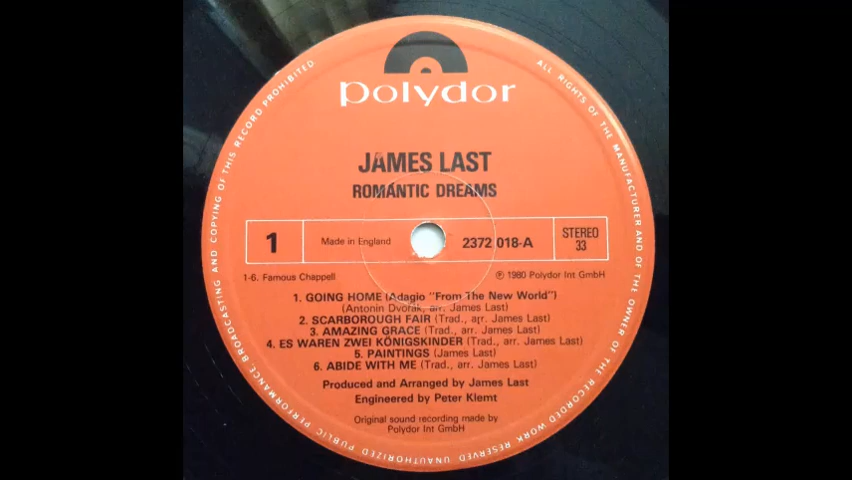 polydor
JAMES LAST
ROMANTIC DREAMS
1
Made in England
2372 018-A
STEREO
33
1-6. Famous Chappell
℗ 1980 Polydor Int GmbH
1. GOING HOME (Adagio "From The New World")
(Antonin Dvořak, arr. James Last)
2. SCARBOROUGH FAIR (Trad., arr. James Last)
3. AMAZING GRACE (Trad., arr. James Last)
4. ES WAREN ZWEI KÖNIGSKINDER (Trad., arr. James Last)
5. PAINTINGS (James Last)
6. ABIDE WITH ME (Trad., arr. James Last)
Produced and Arranged by James Last
Engineered by Peter Klemt
Original sound recording made by
Polydor Int GmbH
ALL RIGHTS OF THE MANUFACTURER AND OF THE OWNER OF THE RECORDED WORK RESERVED. UNAUTHORIZED PUBLIC PERFORMANCE, BROADCASTING AND COPYING OF THIS RECORD PROHIBITED.